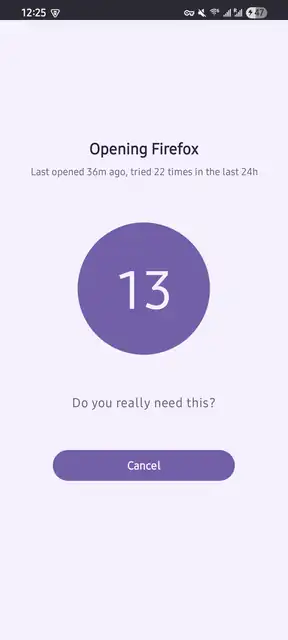 12:25
47
Opening Firefox
Last opened 36m ago, tried 22 times in the last 24h
13
Do you really need this?
Cancel